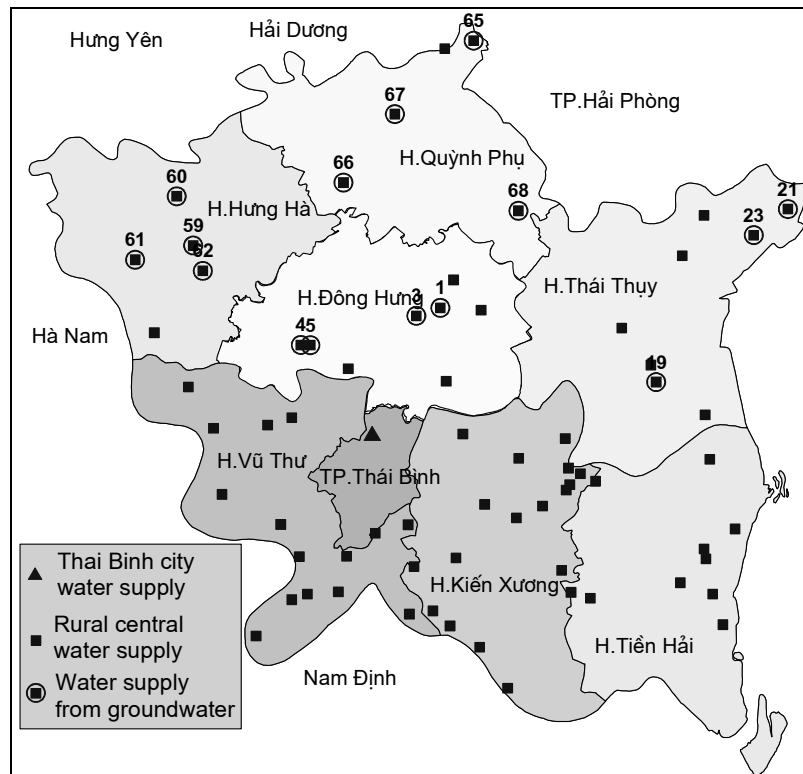 65
Hải Dương
Hưng Yên
67
TP.Hải Phòng
H.Quỳnh Phụ
66
60
68
21
H.Hưng Hà
23
59
61
62
H.Thái Thụy
H.Đông Hưng
3
1
Hà Nam
45
19
H.Vũ Thư
TP.Thái Bình
Thai Binh city
water supply
H.Kiến Xương
Rural central
water supply
H.Tiền Hải
Nam Định
Water supply
from groundwater